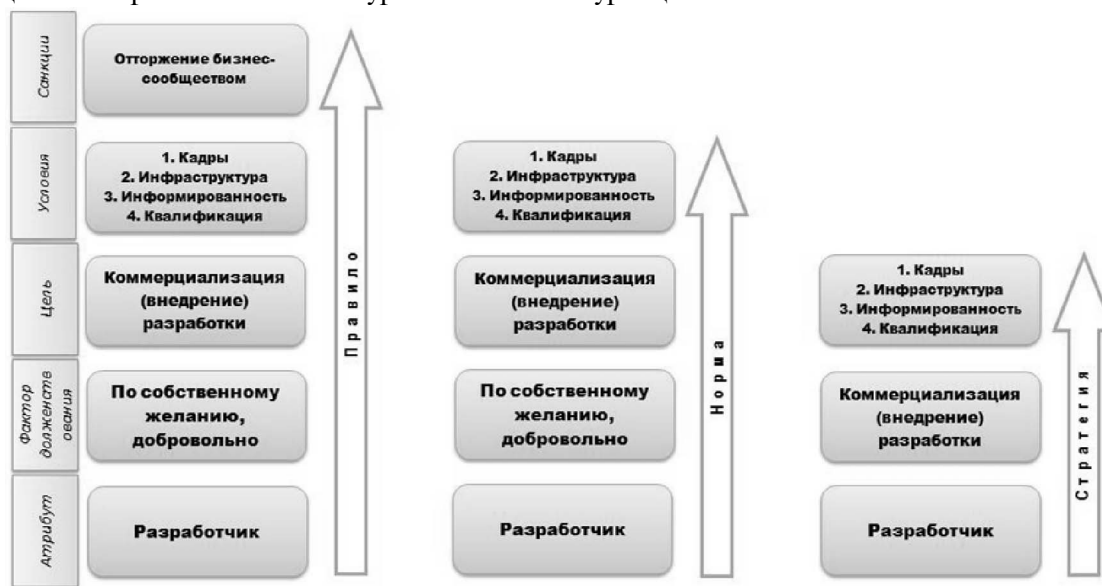 Санкции
Отторжение бизнес-
сообществом
Условия
1. Кадры
2. Инфраструктура
3. Информированность
4. Квалификация
Цель
Коммерциализация
(внедрение)
разработки
Фактор
долженств
ования
По собственному
желанию,
добровольно
Атрибут
Разработчик
Правило
1. Кадры
2. Инфраструктура
3. Информированность
4. Квалификация
Коммерциализация
(внедрение)
разработки
По собственному
желанию,
добровольно
Разработчик
Норма
1. Кадры
2. Инфраструктура
3. Информированность
4. Квалификация
Коммерциализация
(внедрение)
разработки
Разработчик
Стратегия